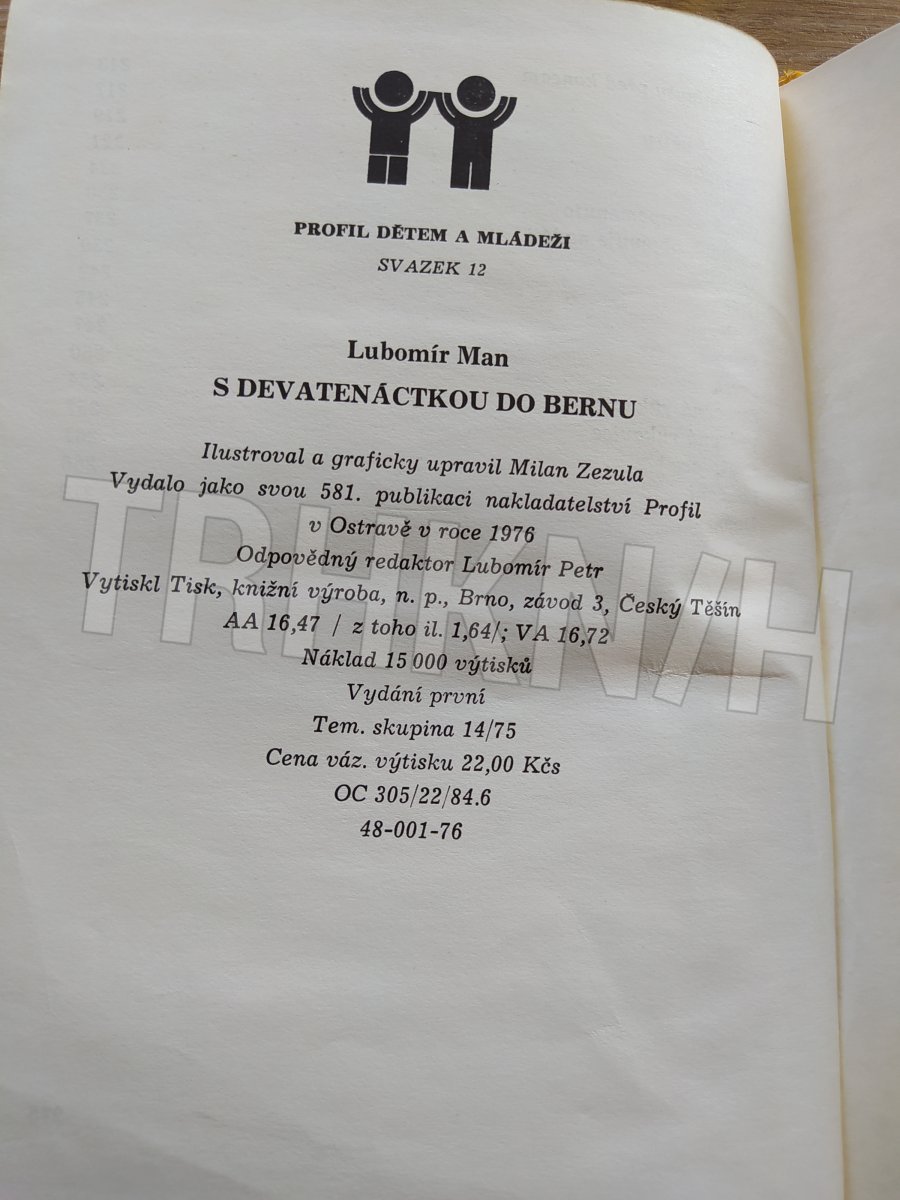 PROFIL DĚTEM A MLÁDEŽI
SVAZEK 12
Lubomír Man
S DEVATENÁCTKOU DO BERNU
Ilustroval a graficky upravil Milan Zezula
Vydalo jako svou 581. publikaci nakladatelství Profil
v Ostravě v roce 1976
Odpovědný redaktor Lubomír Petr
Vytiskl Tisk, knižní výroba, n. p., Brno, závod 3, Český Těšín
AA 16,47 / z toho il. 1,64/; VA 16,72
Náklad 15 000 výtisků
Vydání první
Tem. skupina 14/75
Cena váz. výtisku 22,00 Kčs
OC 305/22/84.6
48-001-76
TRHKNIH